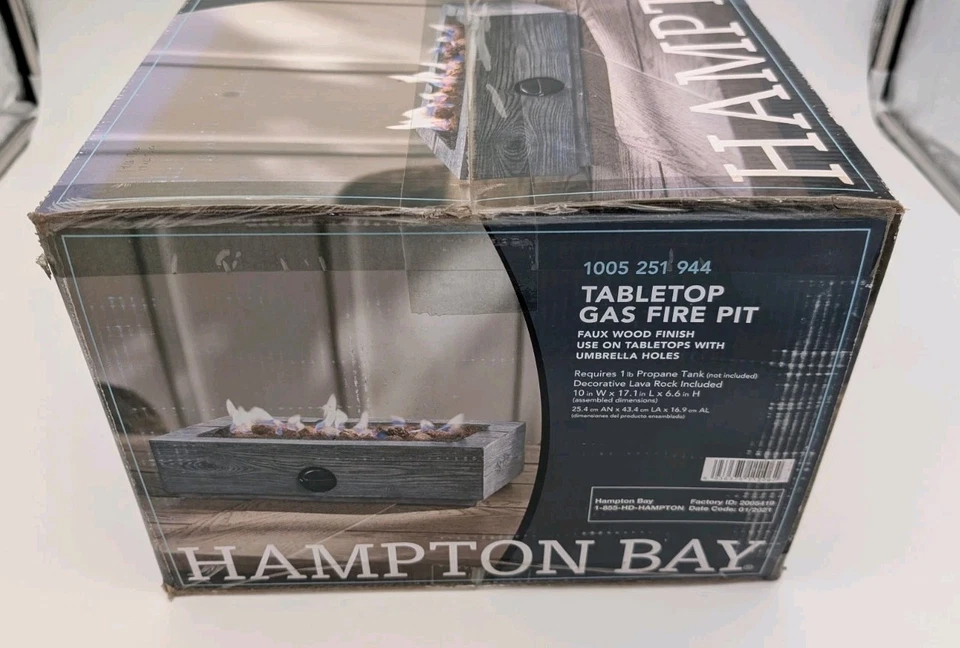 HAMPT
1005 251 944
TABLETOP
GAS FIRE PIT
FAUX WOOD FINISH
USE ON TABLETOPS WITH
UMBRELLA HOLES
Requires 1 lb Propane Tank (not included)
Decorative Lava Rock Included
10 in W x 17.1 in L x 6.6 in H
(assembled dimensions)
25.4 cm AN x 43.4 cm LA x 16.9 cm AL
(dimensiones del producto ensamblado)
Hampton Bay Factory ID: 2005419
1-855-HD-HAMPTON Date Code: 01/2021
HAMPTON BAY®